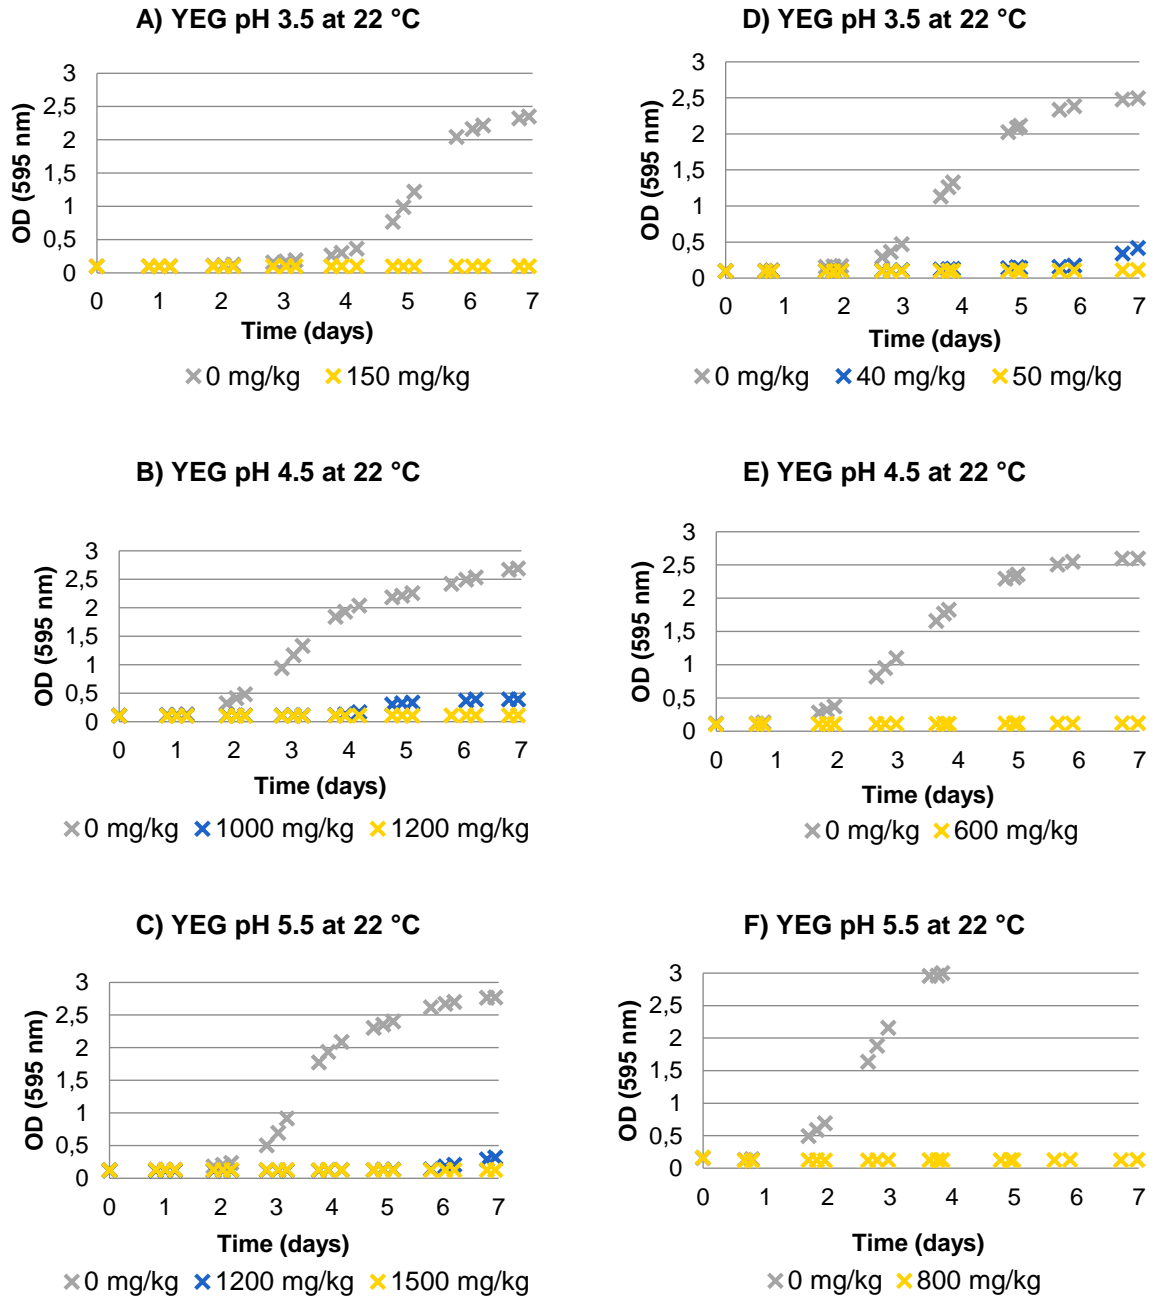 A) YEG pH 3.5 at 22 °C
OD (595 nm)
3
2,5
2
1,5
1
0,5
0
0 1 2 3 4 5 6 7
Time (days)
0 mg/kg 150 mg/kg
D) YEG pH 3.5 at 22 °C
OD (595 nm)
3
2,5
2
1,5
1
0,5
0
0 1 2 3 4 5 6 7
Time (days)
0 mg/kg 40 mg/kg 50 mg/kg
B) YEG pH 4.5 at 22 °C
OD (595 nm)
3
2,5
2
1,5
1
0,5
0
0 1 2 3 4 5 6 7
Time (days)
0 mg/kg 1000 mg/kg 1200 mg/kg
E) YEG pH 4.5 at 22 °C
OD (595 nm)
3
2,5
2
1,5
1
0,5
0
0 1 2 3 4 5 6 7
Time (days)
0 mg/kg 600 mg/kg
C) YEG pH 5.5 at 22 °C
OD (595 nm)
3
2,5
2
1,5
1
0,5
0
0 1 2 3 4 5 6 7
Time (days)
0 mg/kg 1200 mg/kg 1500 mg/kg
F) YEG pH 5.5 at 22 °C
OD (595 nm)
3
2,5
2
1,5
1
0,5
0
0 1 2 3 4 5 6 7
Time (days)
0 mg/kg 800 mg/kg